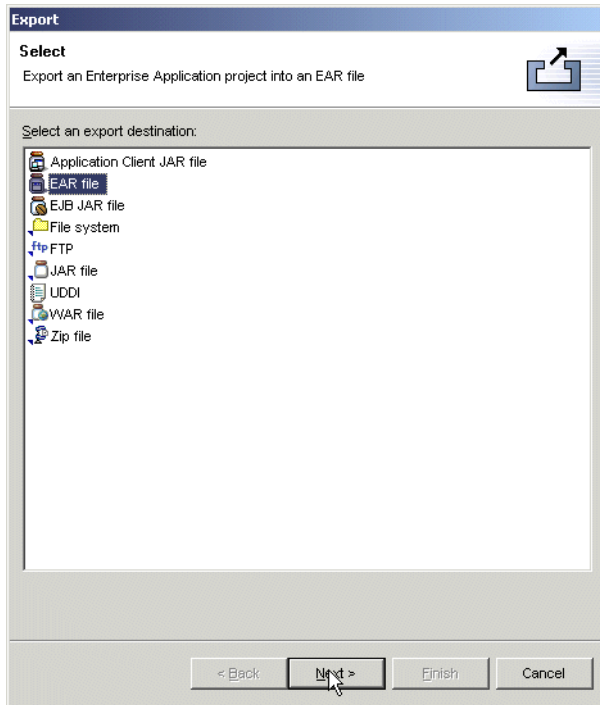 Export
Select
Export an Enterprise Application project into an EAR file
Select an export destination:
Application Client JAR file
EAR file
EJB JAR file
File system
ftp FTP
JAR file
UDDI
WAR file
Zip file
< Back Next > Finish Cancel